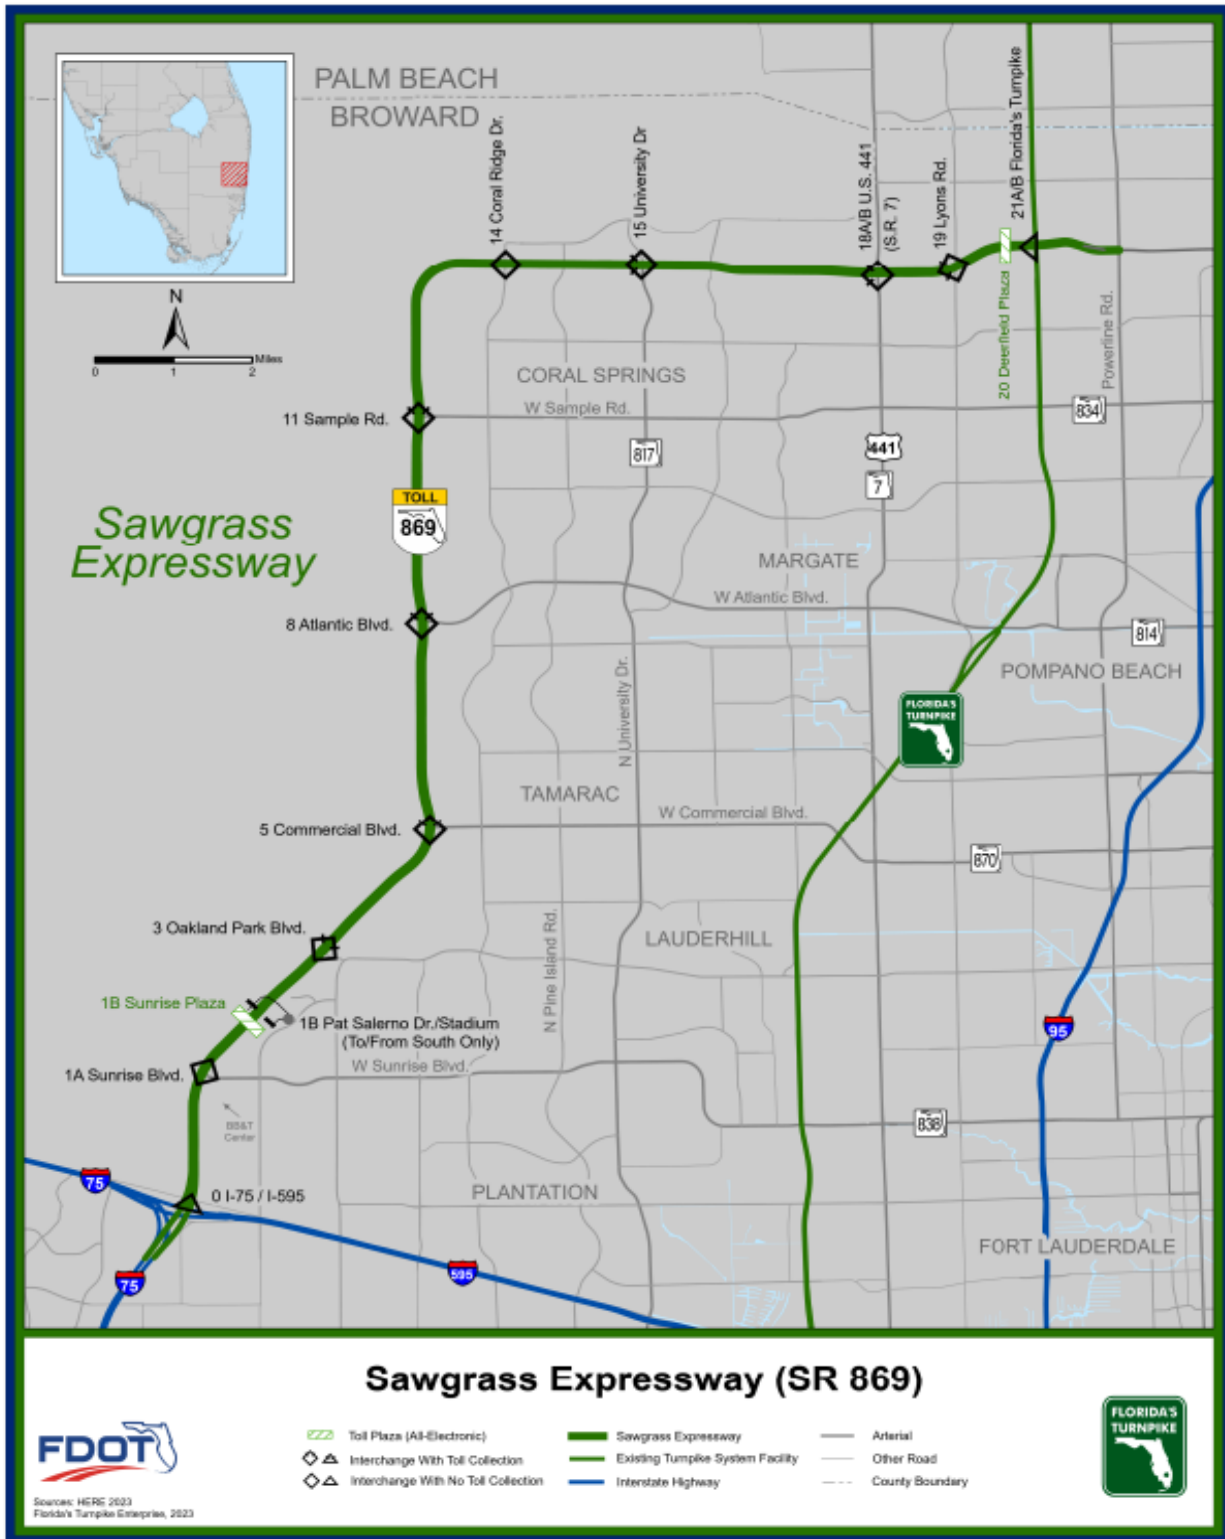 PALM BEACH
BROWARD
N
Miles
0 1 2
14 Coral Ridge Dr.
15 University Dr
18A/B U.S. 441
(S.R. 7)
19 Lyons Rd.
21A/B Florida's Turnpike
20 Deerfield Plaza
Powerline Rd.
CORAL SPRINGS
11 Sample Rd.
W Sample Rd.
834
817
441
7
TOLL
869
Sawgrass
Expressway
MARGATE
W Atlantic Blvd.
8 Atlantic Blvd.
814
POMPANO BEACH
N University Dr.
FLORIDA'S
TURNPIKE
TAMARAC
5 Commercial Blvd.
W Commercial Blvd.
870
3 Oakland Park Blvd.
LAUDERHILL
N Pine Island Rd.
1B Sunrise Plaza
1B Pat Salerno Dr./Stadium
(To/From South Only)
95
1A Sunrise Blvd.
W Sunrise Blvd.
BB&T
Center
838
75
0 I-75 / I-595
PLANTATION
FORT LAUDERDALE
75
595
Sawgrass Expressway (SR 869)
FDOT
Sources: HERE 2023
Florida's Turnpike Enterprise, 2023
Toll Plaza (All-Electronic)
Interchange With Toll Collection
Interchange With No Toll Collection
Sawgrass Expressway
Existing Turnpike System Facility
Interstate Highway
Arterial
Other Road
County Boundary
FLORIDA'S
TURNPIKE